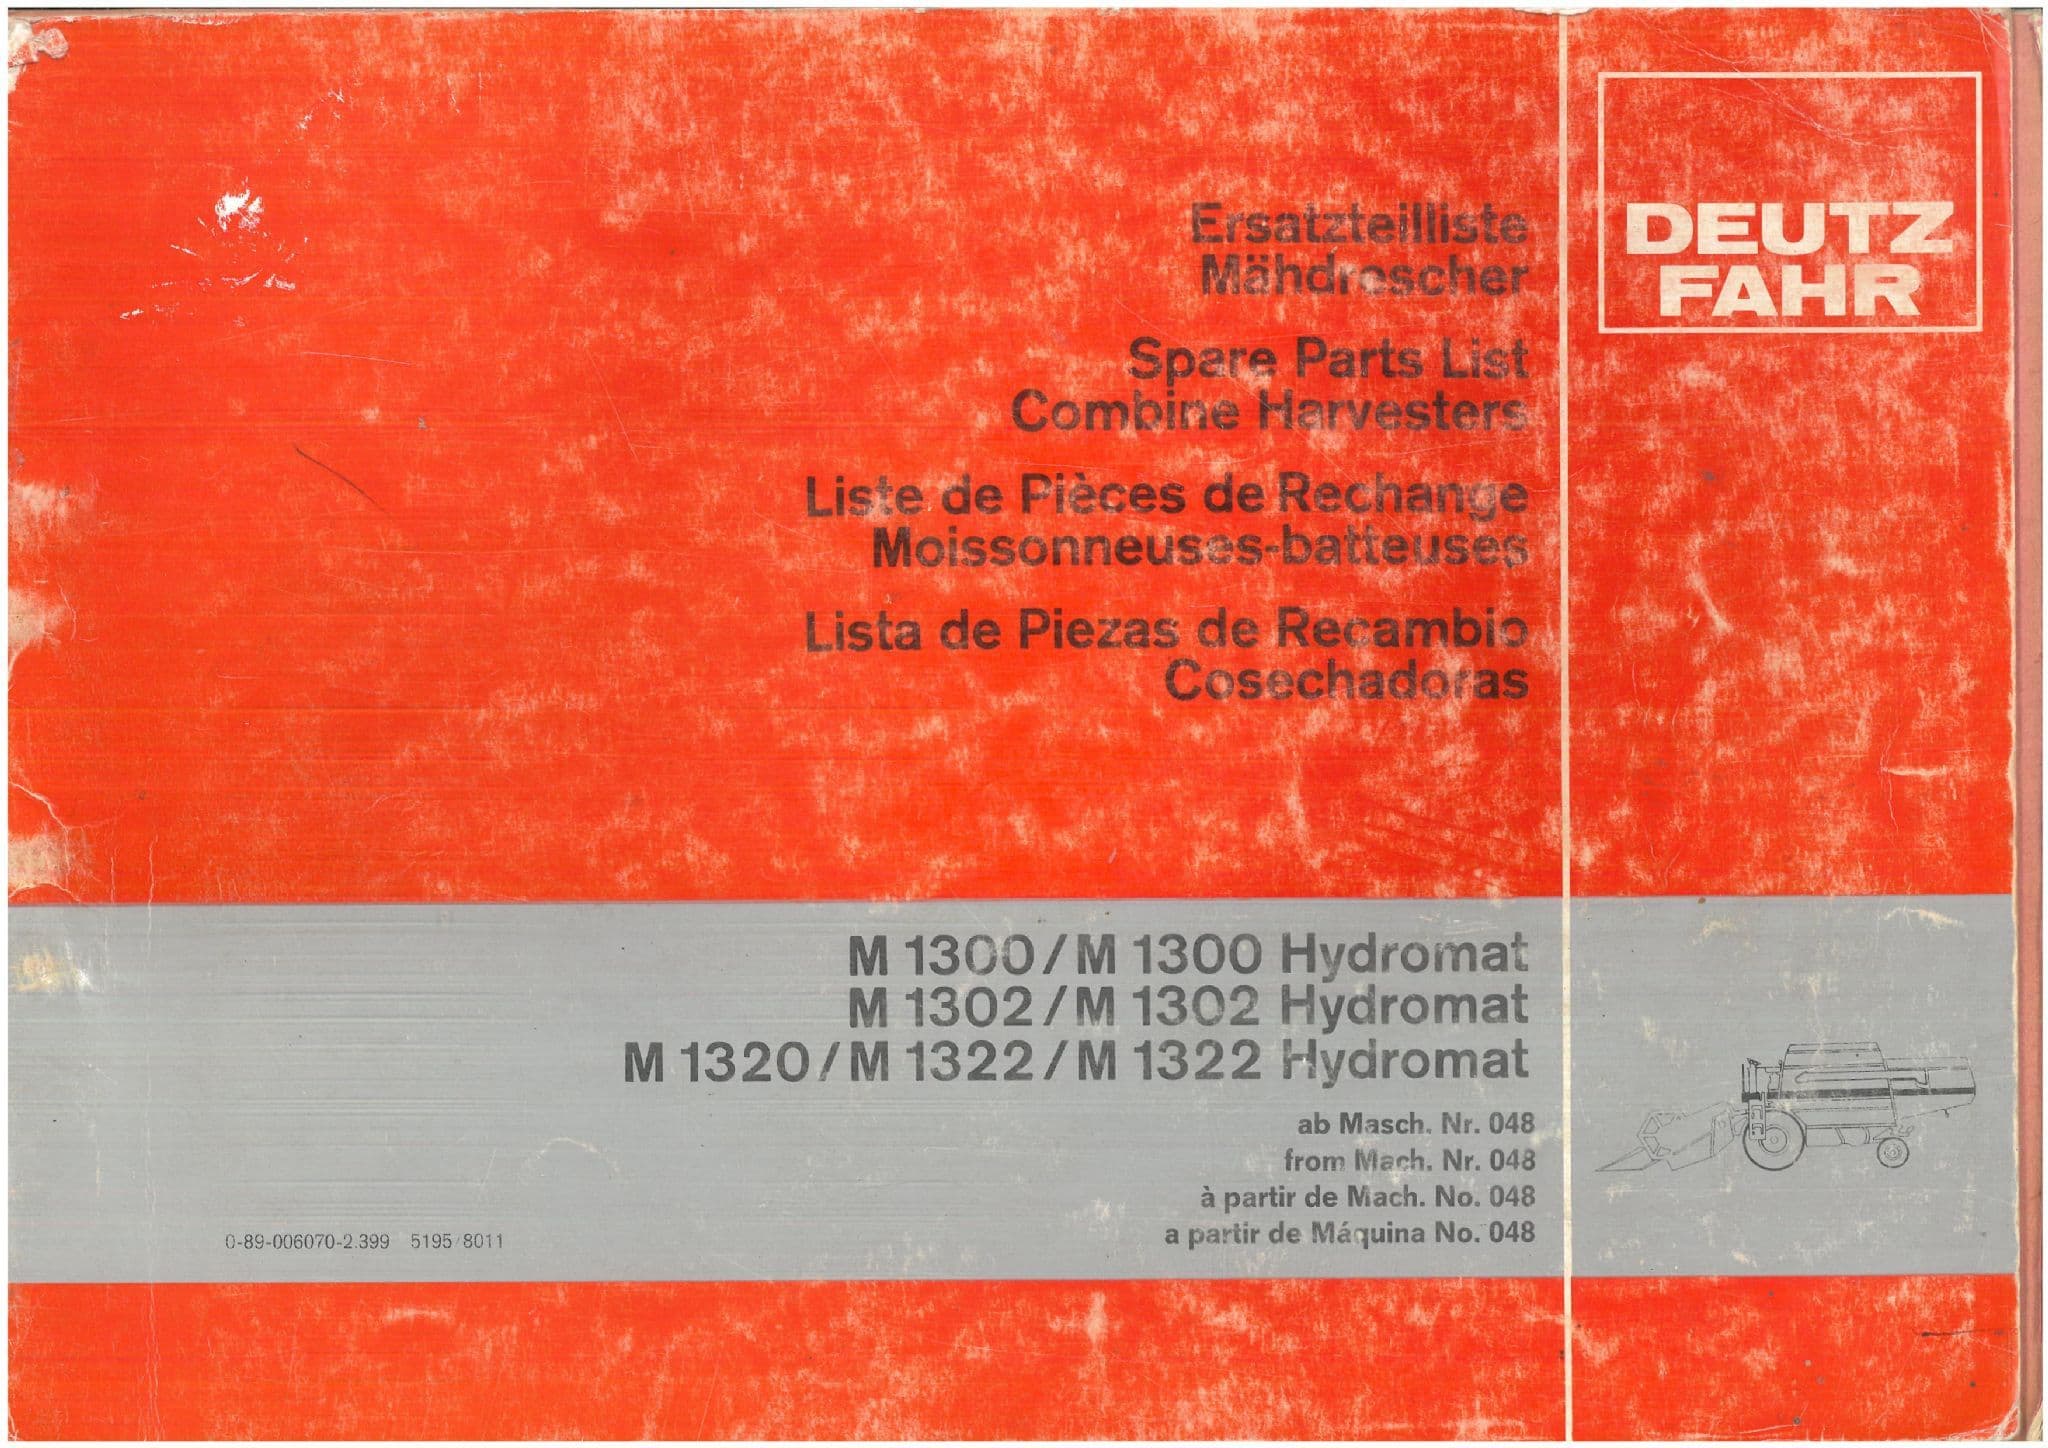 DEUTZ
FAHR
Ersatzteilliste
Mähdrescher
Spare Parts List
Combine Harvesters
Liste de Pièces de Rechange
Moissonneuses-batteuses
Lista de Piezas de Recambio
Cosechadoras
M 1300/M 1300 Hydromat
M 1302/M 1302 Hydromat
M 1320/M 1322/M 1322 Hydromat
ab Masch. Nr. 048
from Mach. Nr. 048
à partir de Mach. No. 048
a partir de Máquina No. 048
0-89-006070-2.399 5195/8011